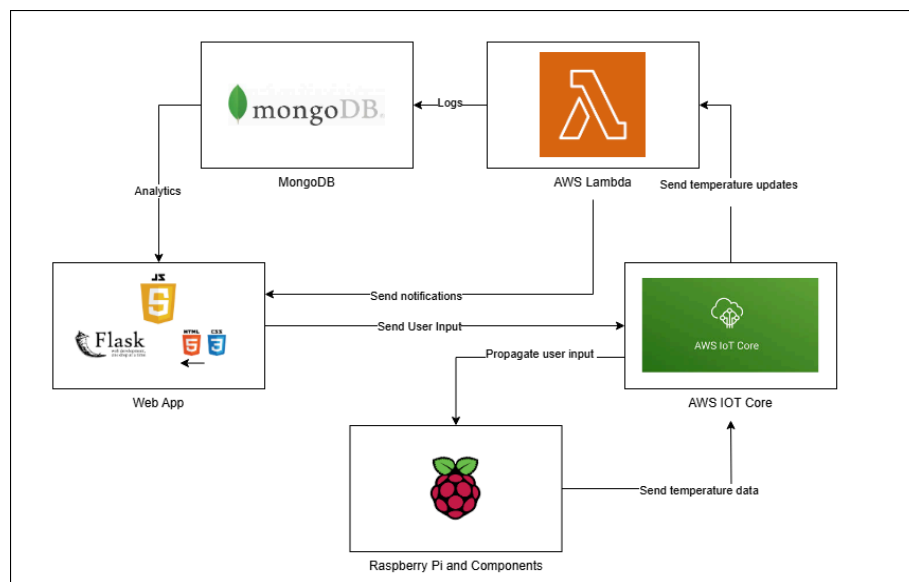 mongoDB
MongoDB
Logs
AWS Lambda
Send temperature updates
Analytics
JS
Flask
HTML
CSS
Web App
Send notifications
Send User Input
Propagate user input
AWS IoT Core
AWS IOT Core
Send temperature data
Raspberry Pi and Components